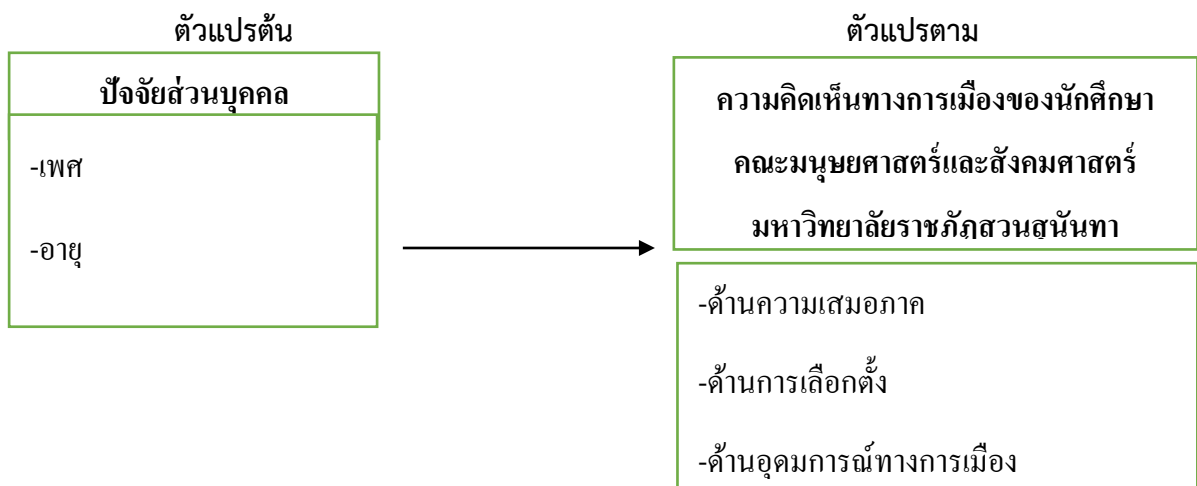 ตัวแปรต้น
ปัจจัยส่วนบุคคล
-เพศ
-อายุ
ตัวแปรตาม
ความคิดเห็นทางการเมืองของนักศึกษา
คณะมนุษยศาสตร์และสังคมศาสตร์
มหาวิทยาลัยราชภัฏสวนสุนันทา
-ด้านความเสมอภาค
-ด้านการเลือกตั้ง
-ด้านอุดมการณ์ทางการเมือง